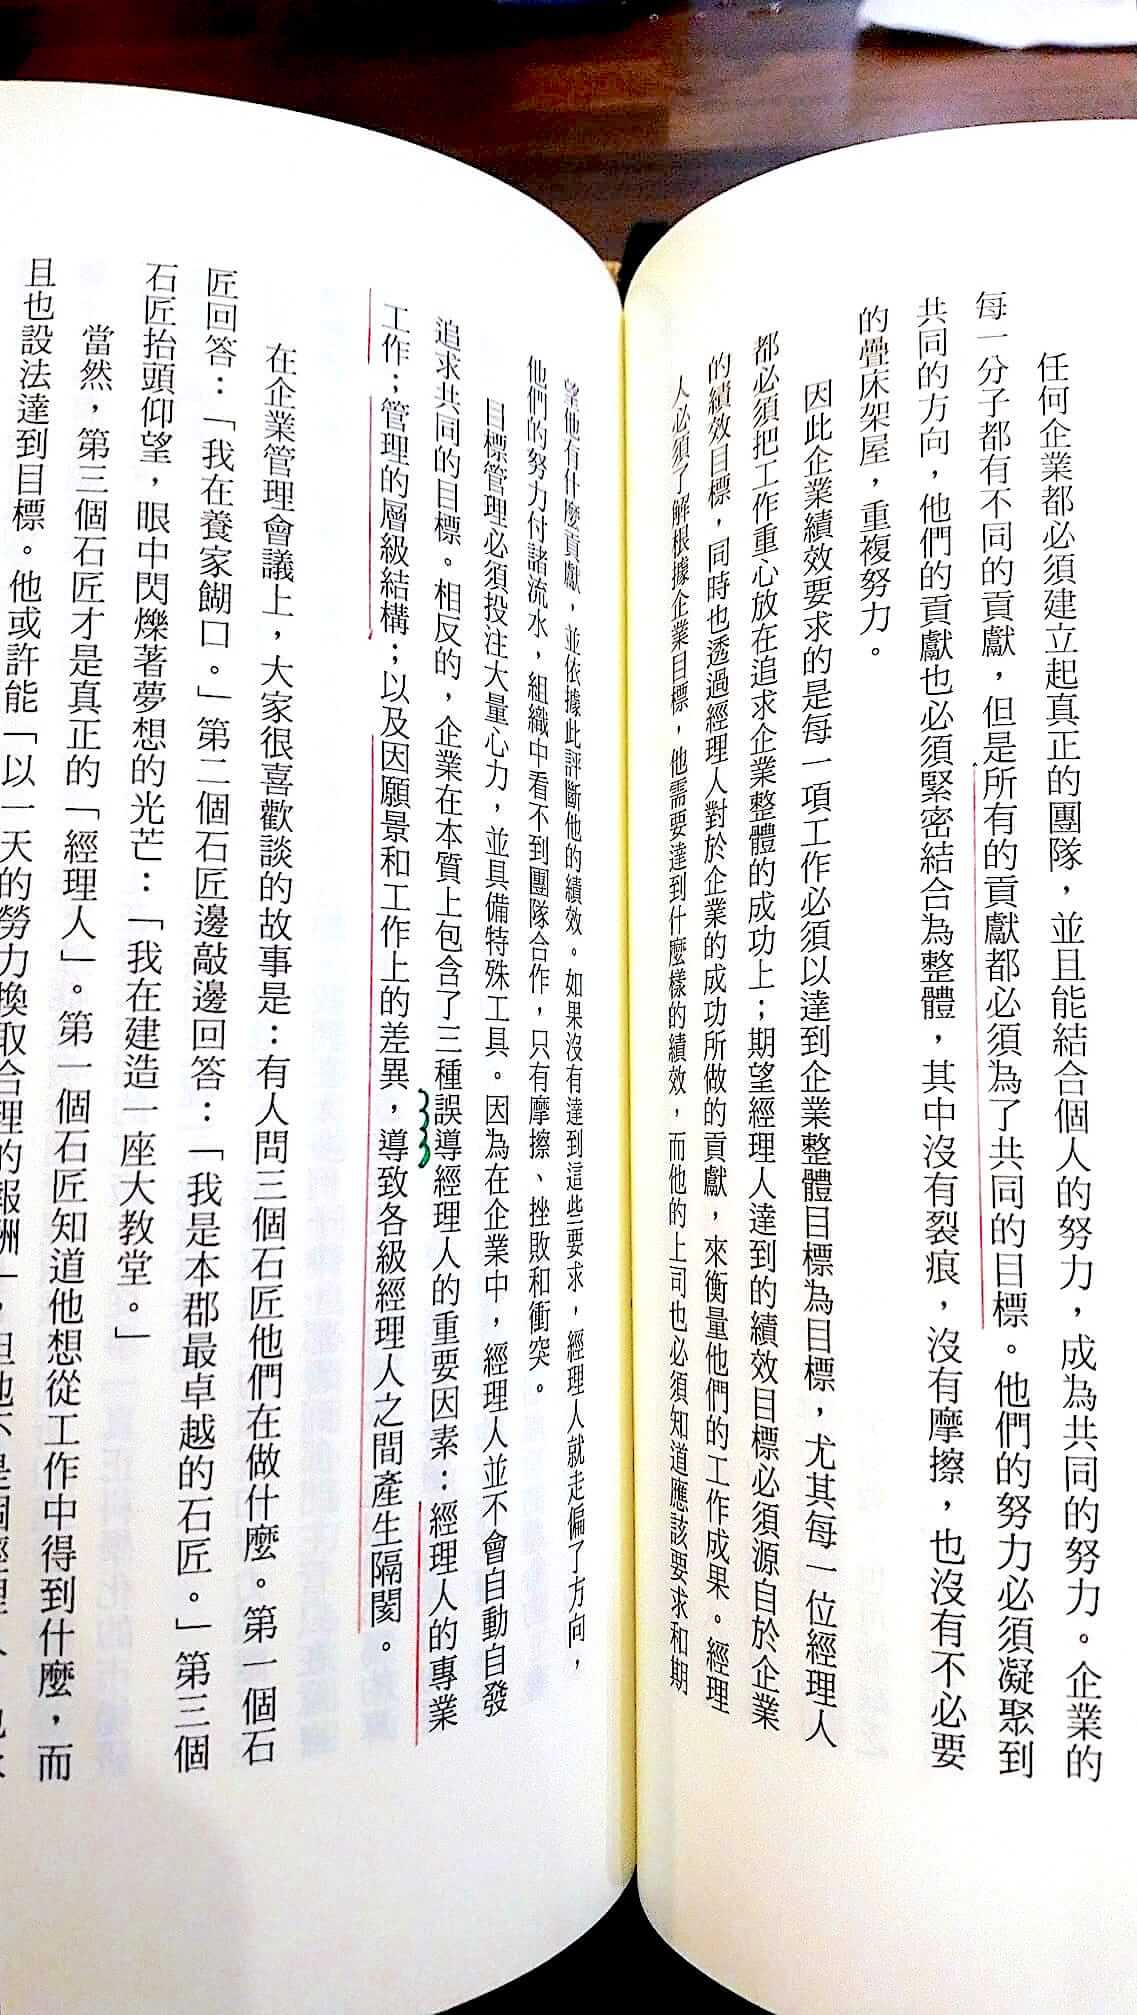 任何企業都必須建立起真正的團隊，並且能結合個人的努力，成為共同的努力。企業的
每一分子都有不同的貢獻，但是所有的貢獻都必須為了共同的目標。他們的努力必須凝聚到
共同的方向，他們的貢獻也必須緊密結合為整體，其中沒有裂痕，沒有摩擦，也沒有不必要
的疊床架屋，重複努力。
因此企業績效要求的是每一項工作必須以達到企業整體目標為目標，尤其每一位經理人
都必須把工作重心放在追求企業整體的成功上；期望經理人達到的績效目標必須源自於企業
的績效目標，同時也透過經理人對於企業的成功所做的貢獻，來衡量他們的工作成果。經理
人必須了解根據企業目標，他需要達到什麼樣的績效，而他的上司也必須知道應該要求和期
望他有什麼貢獻，並依據此評斷他的績效。如果沒有達到這些要求，經理人就走偏了方向，
他們的努力付諸流水，組織中看不到團隊合作，只有摩擦、挫敗和衝突。
目標管理必須投注大量心力，並具備特殊工具。因為在企業中，經理人並不會自動自發
追求共同的目標。相反的，企業在本質上包含了三種誤導經理人的重要因素：經理人的專業
工作；管理的層級結構；以及因願景和工作上的差異，導致各級經理人之間產生隔閡。
在企業管理會議上，大家很喜歡談的故事是：有人問三個石匠他們在做什麼。第一個石
匠回答：「我在養家餬口。」第二個石匠邊敲邊回答：「我是本郡最卓越的石匠。」第三個
石匠抬頭仰望，眼中閃爍著夢想的光芒：「我在建造一座大教堂。」
當然，第三個石匠才是真正的「經理人」。第一個石匠知道他想從工作中得到什麼，而
且也設法達到目標。他或許能「以一天的勞力換取合理的報酬」，但他不是個經理人，